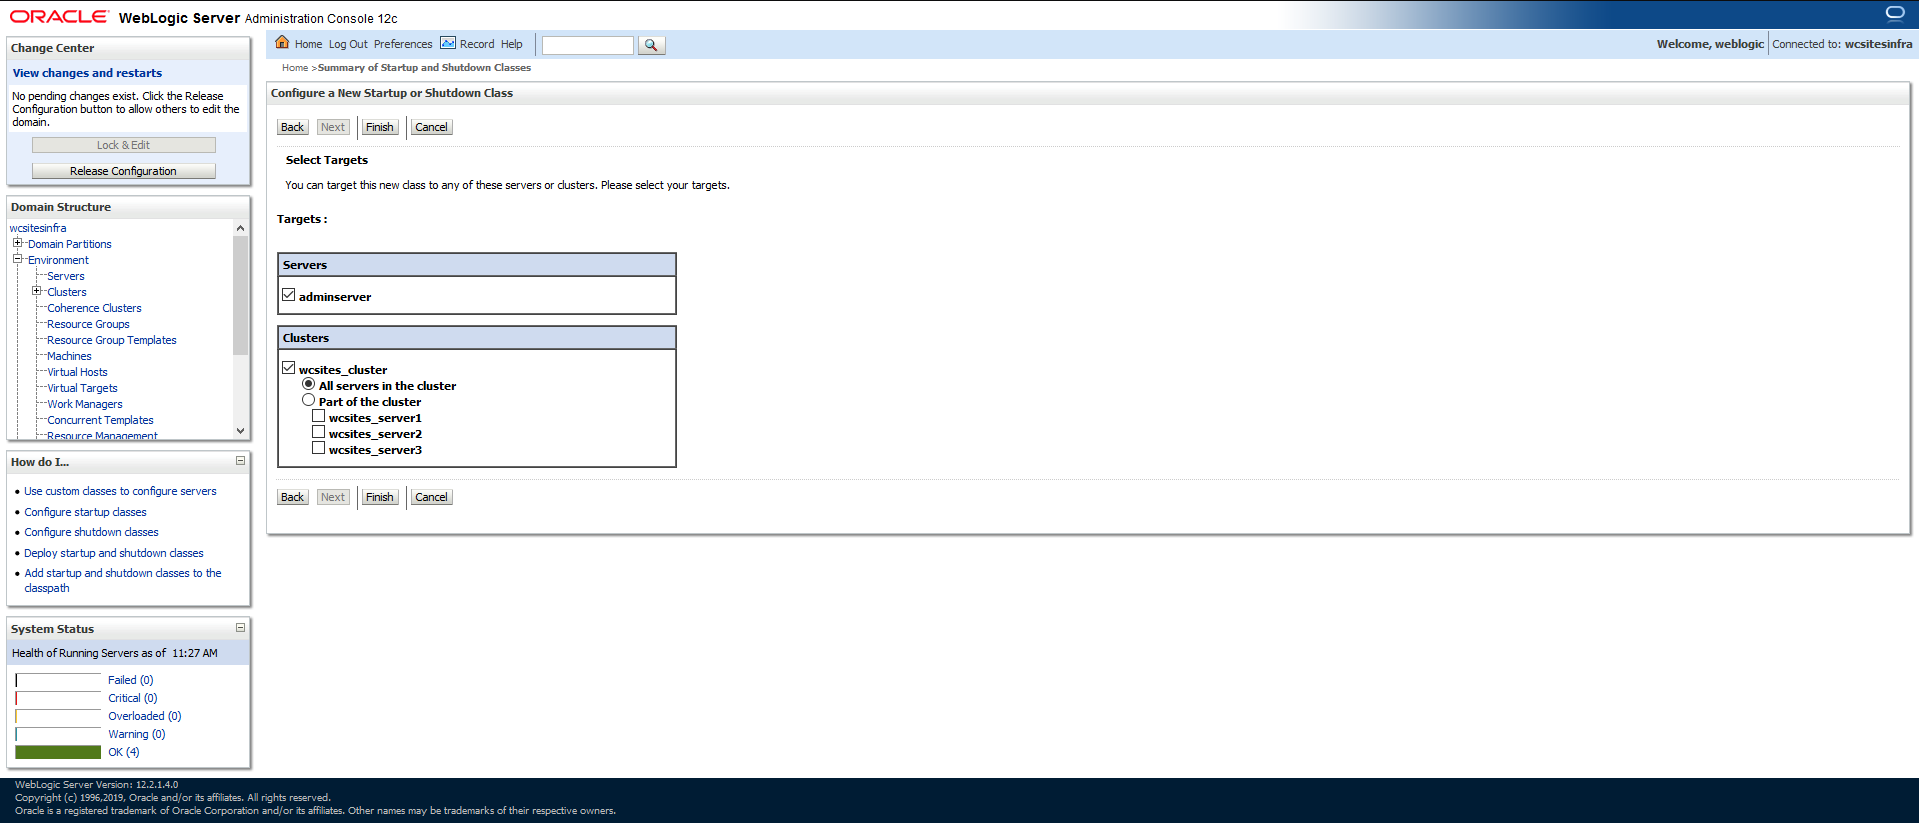 ORACLE WebLogic Server Administration Console 12c
Change Center
View changes and restarts
No pending changes exist. Click the Release
Configuration button to allow others to edit the
domain.
Lock & Edit
Release Configuration
Domain Structure
wcsitesinfra
Domain Partitions
Environment
Servers
Clusters
Coherence Clusters
Resource Groups
Resource Group Templates
Machines
Virtual Hosts
Virtual Targets
Work Managers
Concurrent Templates
Resource Management
How do I...
Use custom classes to configure servers
Configure startup classes
Configure shutdown classes
Deploy startup and shutdown classes
Add startup and shutdown classes to the
classpath
System Status
Health of Running Servers as of 11:27 AM
Failed (0)
Critical (0)
Overloaded (0)
Warning (0)
OK (4)
Home Log Out Preferences Record Help
Welcome, weblogic Connected to: wcsitesinfra
Home >Summary of Startup and Shutdown Classes
Configure a New Startup or Shutdown Class
Back Next Finish Cancel
Select Targets
You can target this new class to any of these servers or clusters. Please select your targets.
Targets :
Servers
adminserver
Clusters
wcsites_cluster
All servers in the cluster
Part of the cluster
wcsites_server1
wcsites_server2
wcsites_server3
Back Next Finish Cancel
WebLogic Server Version: 12.2.1.4.0
Copyright (c) 1996,2019, Oracle and/or its affiliates. All rights reserved.
Oracle is a registered trademark of Oracle Corporation and/or its affiliates. Other names may be trademarks of their respective owners.